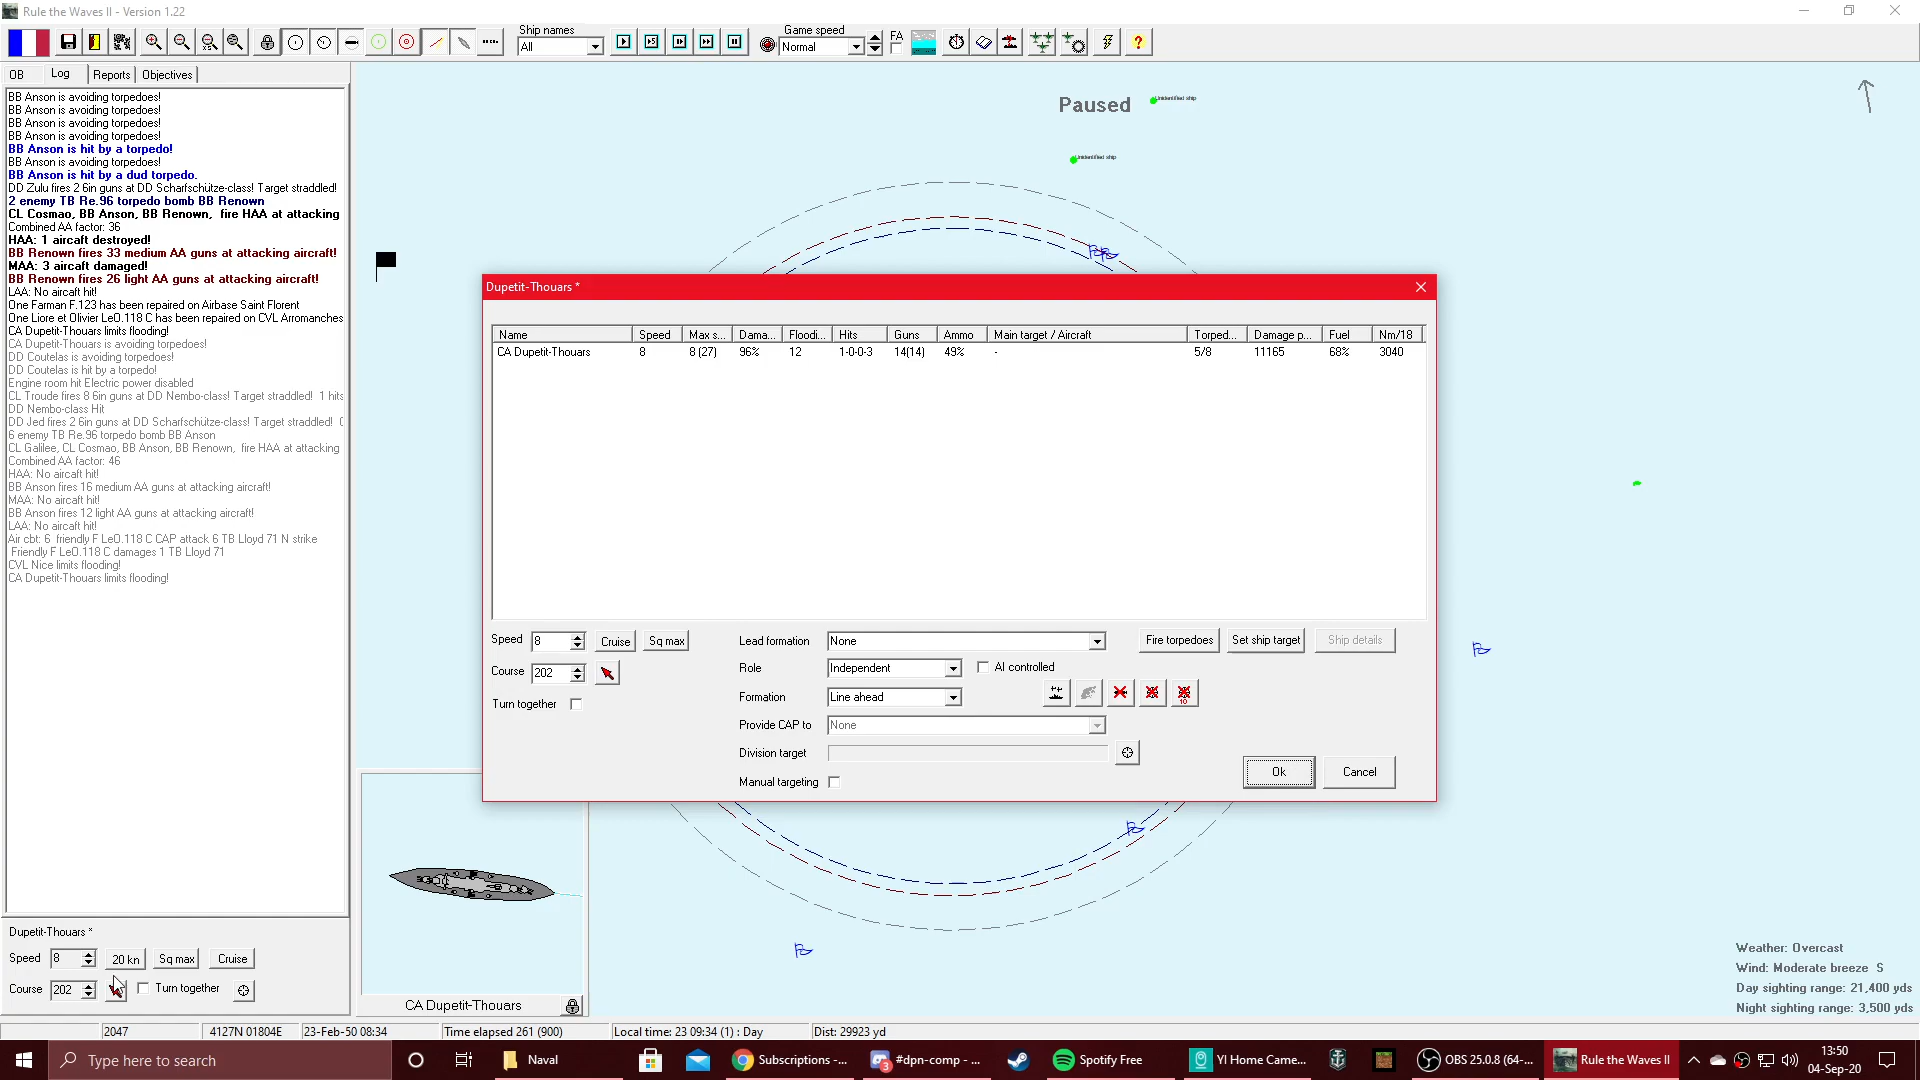 Rule the Waves II - Version 1.22
Ship names
All
Game speed
Normal
FA
OB Log Reports Objectives
BB Anson is avoiding torpedoes!
BB Anson is avoiding torpedoes!
BB Anson is avoiding torpedoes!
BB Anson is avoiding torpedoes!
BB Anson is hit by a torpedo!
BB Anson is avoiding torpedoes!
BB Anson is hit by a dud torpedo.
DD Zulu fires 2 6in guns at DD Scharfschütze-class! Target straddled!
2 enemy TB Re.96 torpedo bomb BB Renown
CL Cosmao, BB Anson, BB Renown, fire HAA at attacking
Combined AA factor: 36
HAA: 1 aircraft destroyed!
BB Renown fires 33 medium AA guns at attacking aircraft!
MAA: 3 aircraft damaged!
BB Renown fires 26 light AA guns at attacking aircraft!
LAA: No aircaft hit!
One Farman F.123 has been repaired on Airbase Saint Florent
One Liore et Olivier LeO.118 C has been repaired on CVL Arromanches
CA Dupetit-Thouars limits flooding!
CA Dupetit-Thouars is avoiding torpedoes!
DD Coutelas is avoiding torpedoes!
DD Coutelas is hit by a torpedo!
Engine room hit Electric power disabled
CL Troude fires 8 6in guns at DD Nembo-class! Target straddled! 1 hits
DD Nembo-class Hit
DD Jed fires 2 6in guns at DD Scharfschütze-class! Target straddled!
6 enemy TB Re.96 torpedo bomb BB Anson
CL Galilee, CL Cosmao, BB Anson, BB Renown, fire HAA at attacking
Combined AA factor: 46
HAA: No aircaft hit!
BB Anson fires 16 medium AA guns at attacking aircraft!
MAA: No aircaft hit!
BB Anson fires 12 light AA guns at attacking aircraft!
LAA: No aircaft hit!
Air cbt: 6 friendly F LeO.118 C CAP attack 6 TB Lloyd 71 N strike
Friendly F LeO.118 C damages 1 TB Lloyd 71
CVL Nice limits flooding!
CA Dupetit-Thouars limits flooding!
Paused
Unidentified ship
Unidentified ship
Dupetit-Thouars *
Name Speed Max s... Dama... Floodi... Hits Guns Ammo Main target / Aircraft Torped... Damage p... Fuel Nm/18
CA Dupetit-Thouars 8 8 (27) 96% 12 1-0-0-3 14(14) 49% - 5/8 11165 68% 3040
Speed 8 Cruise Sq max
Course 202
Turn together
Lead formation None
Role Independent AI controlled
Formation Line ahead
Provide CAP to None
Division target
Manual targeting
Fire torpedoes Set ship target Ship details
10
Ok Cancel
Dupetit-Thouars *
Speed 8 20 kn Sq max Cruise
Course 202 Turn together
CA Dupetit-Thouars
Weather: Overcast
Wind: Moderate breeze S
Day sighting range: 21,400 yds
Night sighting range: 3,500 yds
2047 4127N 01804E 23-Feb-50 08:34 Time elapsed 261 (900) Local time: 23 09:34 (1) : Day Dist: 29923 yd
Type here to search
Naval
Subscriptions -...
3
#dpn-comp - ...
Spotify Free
YI Home Came...
OBS 25.0.8 (64-...
Rule the Waves II
13:50
04-Sep-20